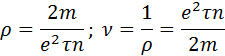 ρ = 2m / e²τn ; ν = 1 / ρ = e²τn / 2m